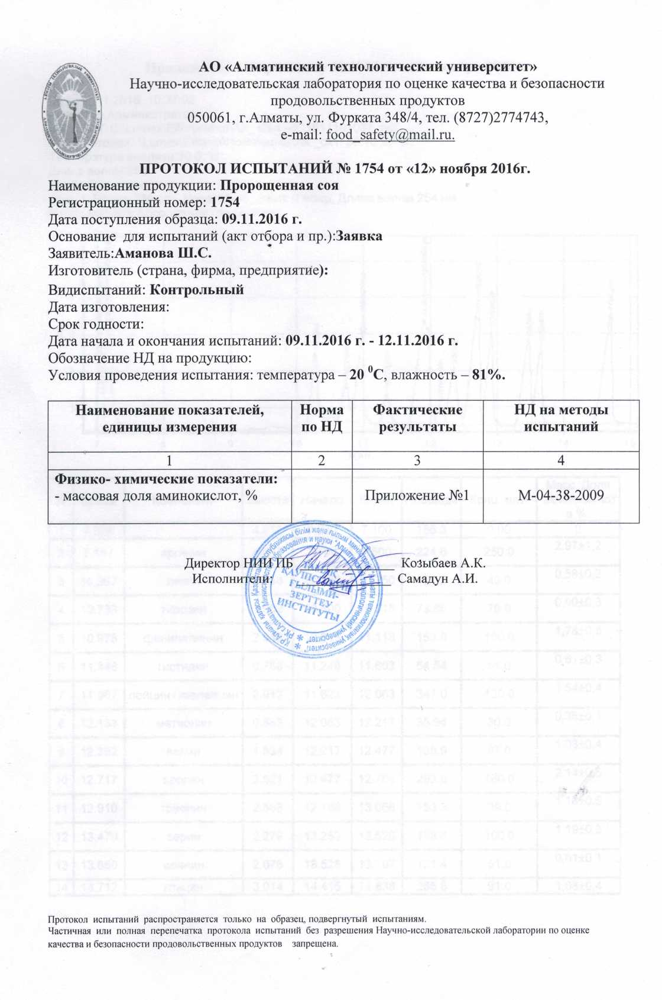 АО «Алматинский технологический университет»
Научно-исследовательская лаборатория по оценке качества и безопасности
продовольственных продуктов
050061, г.Алматы, ул. Фурката 348/4, тел. (8727)2774743,
e-mail: food_safety@mail.ru.
ПРОТОКОЛ ИСПЫТАНИЙ № 1754 от «12» ноября 2016г.
Наименование продукции: Пророщенная соя
Регистрационный номер: 1754
Дата поступления образца: 09.11.2016 г.
Основание для испытаний (акт отбора и пр.):Заявка
Заявитель:Аманова Ш.С.
Изготовитель (страна, фирма, предприятие):
Видиспытаний: Контрольный
Дата изготовления:
Срок годности:
Дата начала и окончания испытаний: 09.11.2016 г. - 12.11.2016 г.
Обозначение НД на продукцию:
Условия проведения испытания: температура – 20 ⁰С, влажность – 81%.
Наименование показателей, единицы измерения
Норма по НД
Фактические результаты
НД на методы испытаний
1 2 3 4
Физико- химические показатели:
- массовая доля аминокислот, % Приложение №1 М-04-38-2009
Директор НИИ ПБ Козыбаев А.К.
Исполнители: Самадун А.И.
ТАМАҚ
ҒЫЛЫМИ-
ЗЕРТТЕУ
ИНСТИТУТЫ
Протокол испытаний распространяется только на образец, подвергнутый испытаниям.
Частичная или полная перепечатка протокола испытаний без разрешения Научно-исследовательской лаборатории по оценке
качества и безопасности продовольственных продуктов запрещена.